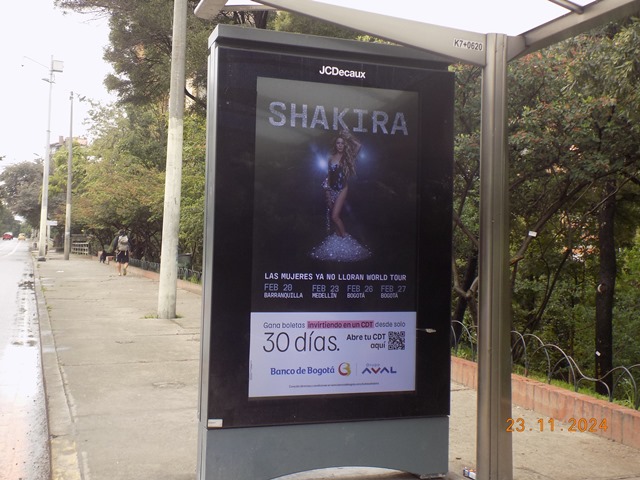 K7+0620
JCDecaux
SHAKIRA
LAS MUJERES YA NO LLORAN WORLD TOUR
FEB 20 FEB 23 FEB 26 FEB 27
BARRANQUILLA MEDELLÍN BOGOTÁ BOGOTÁ
Gana boletas invirtiendo en un CDT desde solo
30 días.
Abre tu CDT
aquí
Banco de Bogotá AVAL
23.11.2024